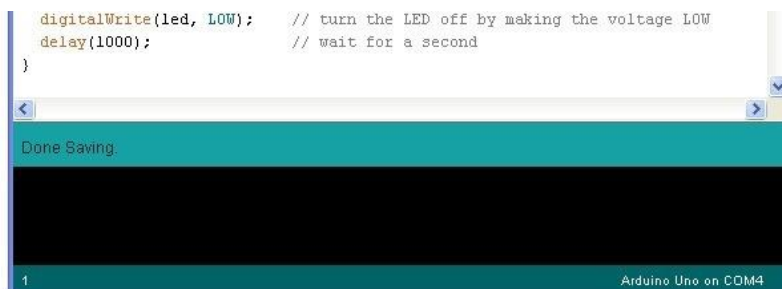 digitalWrite(led, LOW);    // turn the LED off by making the voltage LOW
delay(1000);               // wait for a second
}
Done Saving.
1 Arduino Uno on COM4